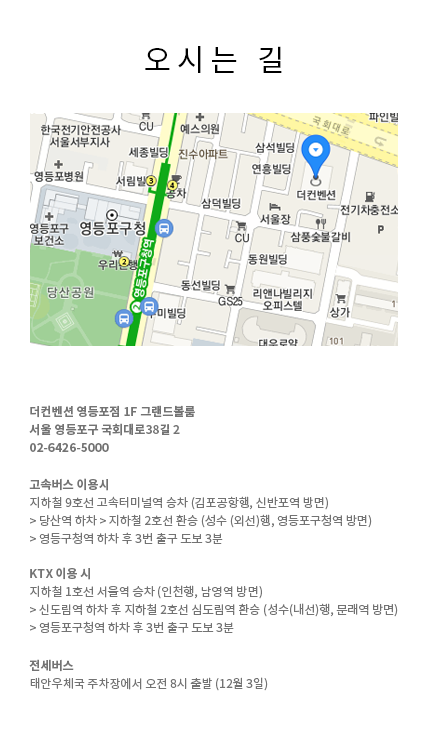 오시는 길
한국전기안전공사
서울서부지사
CU
예스의원
파인빌
국회대로
세종빌딩
진수아파트
삼석빌딩
연흥빌딩
영등포병원
서림빌
3
4
공차
더컨벤션
삼덕빌딩
서울장
전기차충전소
P
영등포구
보건소
영등포구청
CU
삼풍숯불갈비
우리은행
2
영등포구청역
동원빌딩
당산공원
동선빌딩
GS25
리앤나빌리지
오피스텔
2
미빌딩
상가
대우로얄
101
더컨벤션 영등포점 1F 그랜드볼룸
서울 영등포구 국회대로38길 2
02-6426-5000
고속버스 이용시
지하철 9호선 고속터미널역 승차 (김포공항행, 신반포역 방면)
> 당산역 하차 > 지하철 2호선 환승 (성수 (외선)행, 영등포구청역 방면)
> 영등구청역 하차 후 3번 출구 도보 3분
KTX 이용 시
지하철 1호선 서울역 승차 (인천행, 남영역 방면)
> 신도림역 하차 후 지하철 2호선 심도림역 환승 (성수(내선)행, 문래역 방면)
> 영등포구청역 하차 후 3번 출구 도보 3분
전세버스
태안우체국 주차장에서 오전 8시 출발 (12월 3일)